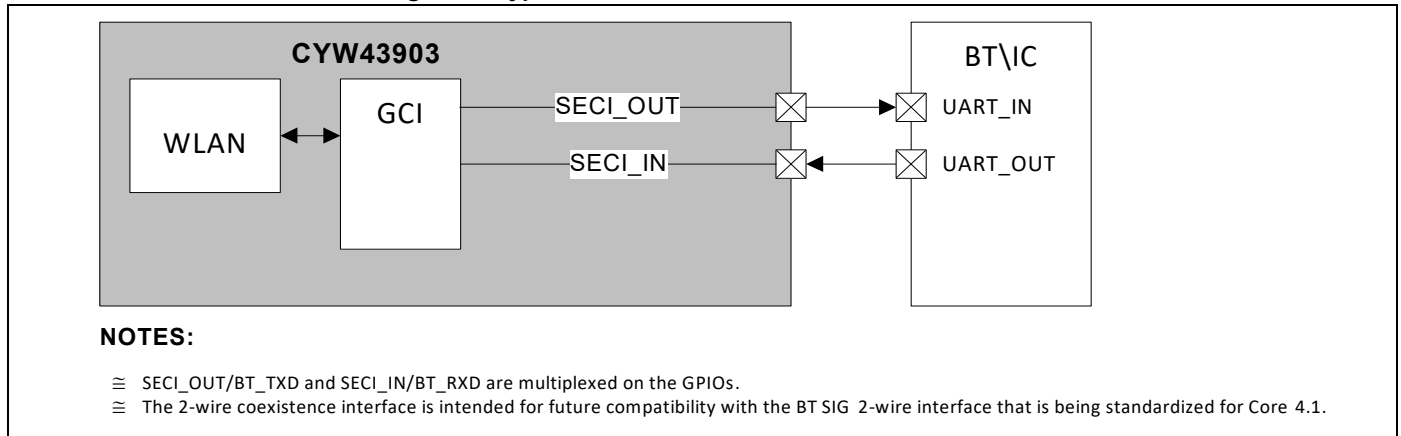 CYW43903
BT\IC
WLAN
GCI
SECI_OUT
UART_IN
SECI_IN
UART_OUT
NOTES:
≅ SECI_OUT/BT_TXD and SECI_IN/BT_RXD are multiplexed on the GPIOs.
≅ The 2-wire coexistence interface is intended for future compatibility with the BT SIG 2-wire interface that is being standardized for Core 4.1.